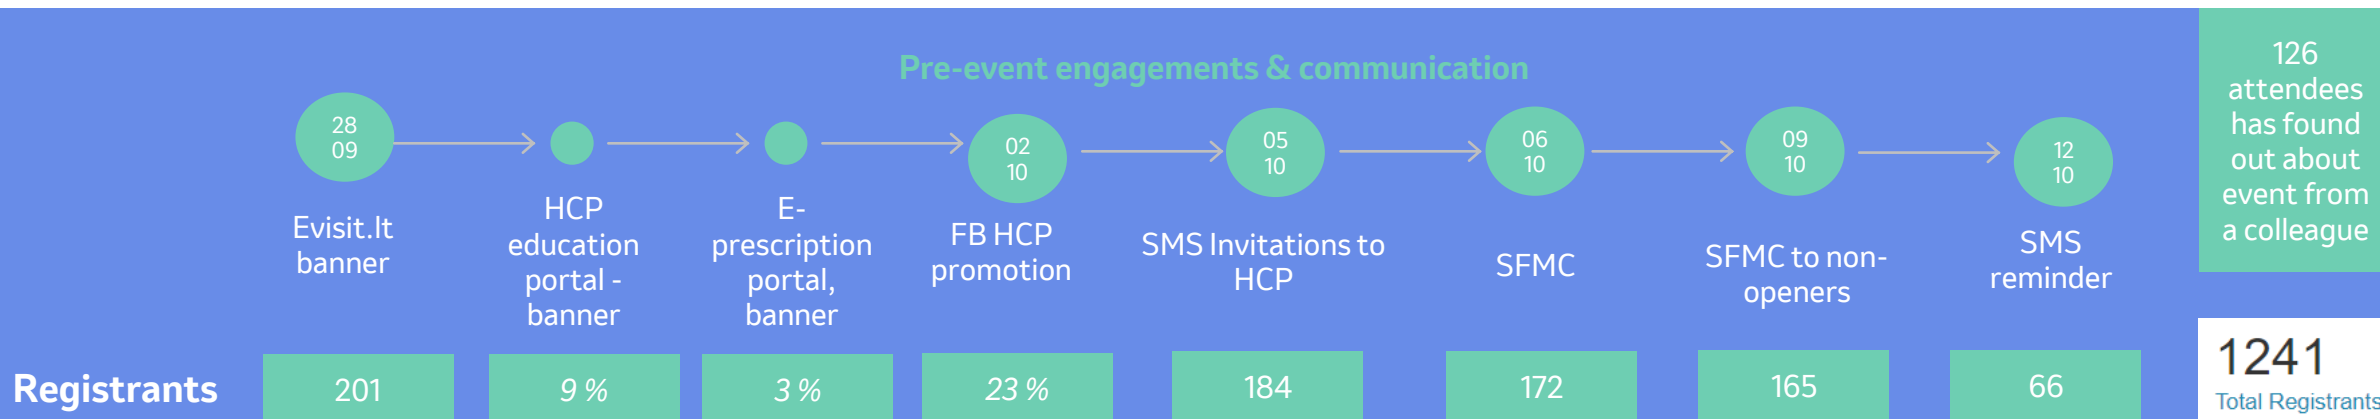 Pre-event engagements & communication
28
09
02
10
05
10
06
10
09
10
12
10
Evisit.lt
banner
HCP
education
portal -
banner
E-
prescription
portal,
banner
FB HCP
promotion
SMS Invitations to
HCP
SFMC
SFMC to non-
openers
SMS
reminder
Registrants
201
9 %
3 %
23 %
184
172
165
66
126
attendees
has found
out about
event from
a colleague
1241
Total Registrants